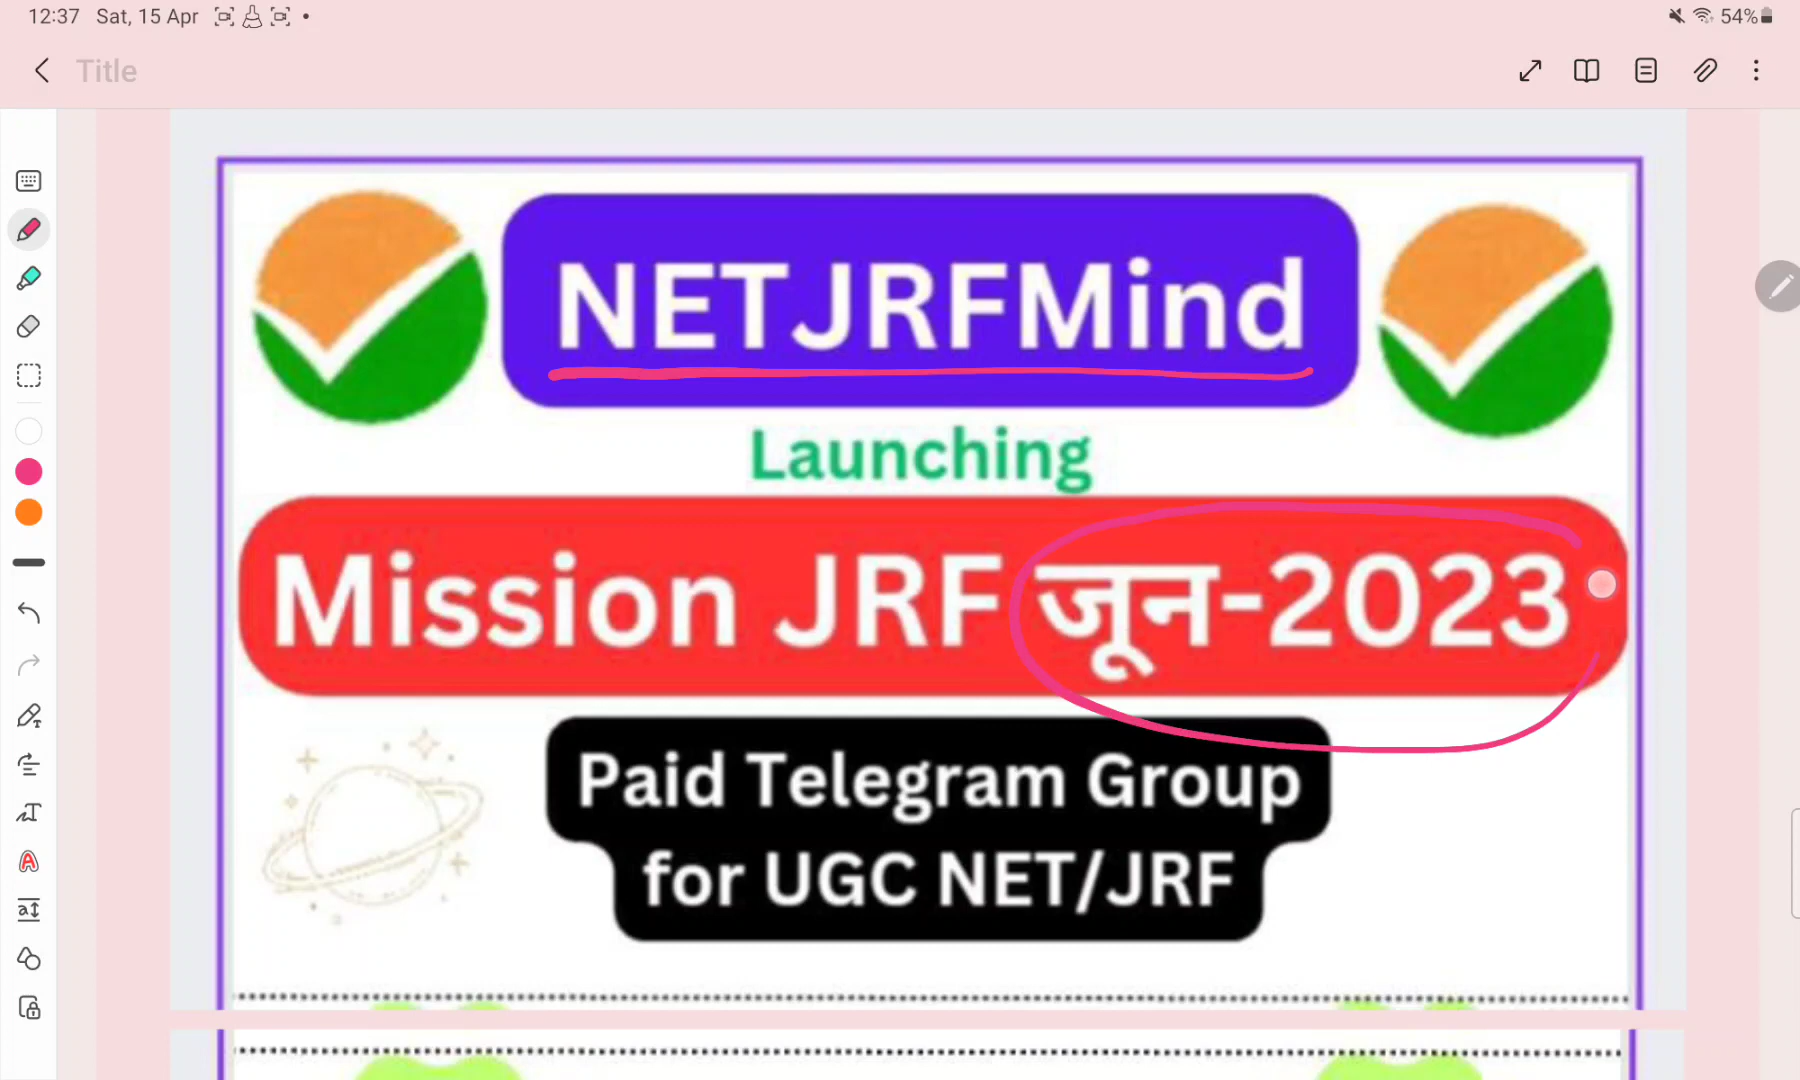 12:37 Sat, 15 Apr
54%
Title
NETJRFMind
Launching
Mission JRF जून-2023
Paid Telegram Group
for UGC NET/JRF